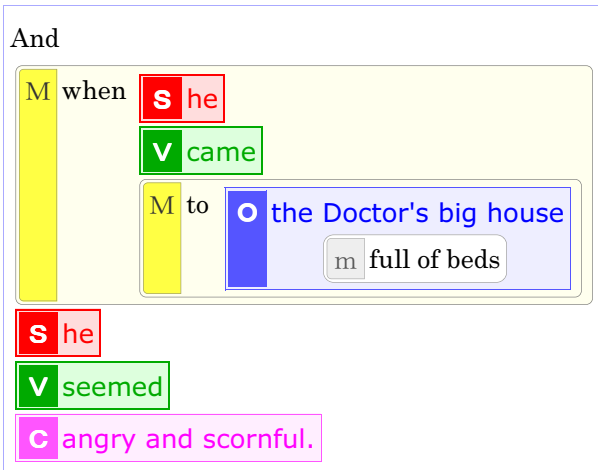 And
M when S he
V came
M to O the Doctor's big house
m full of beds
S he
V seemed
C angry and scornful.